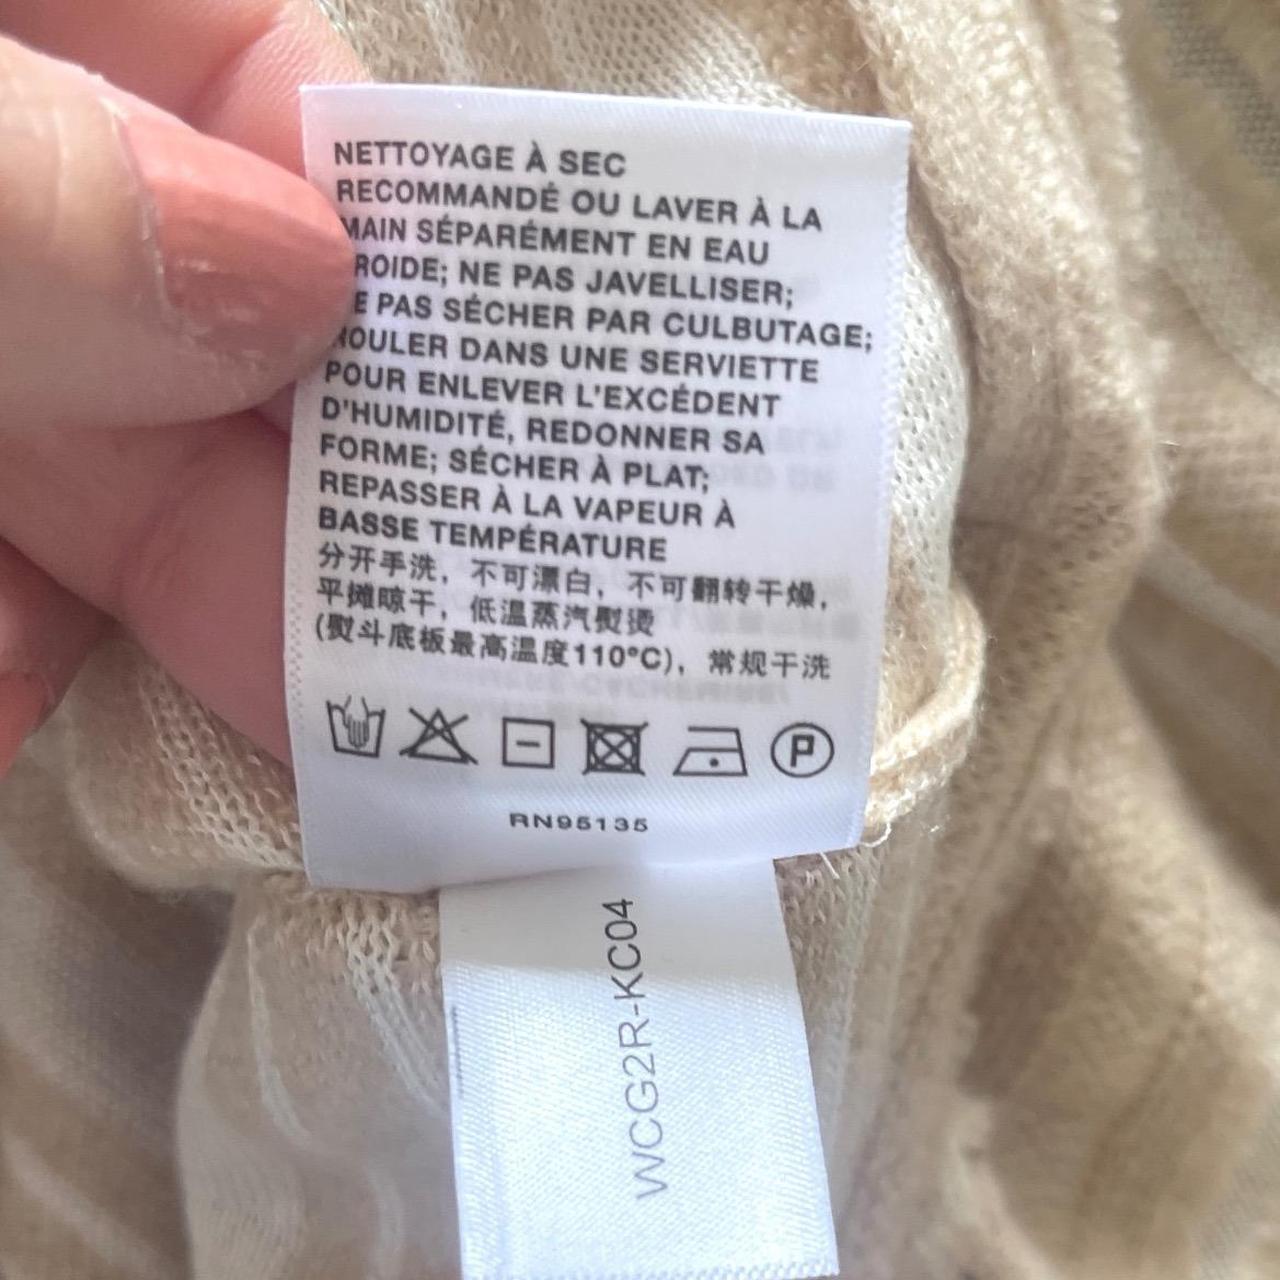 NETTOYAGE À SEC
RECOMMANDÉ OU LAVER À LA
MAIN SÉPARÉMENT EN EAU
ROIDE; NE PAS JAVELLISER;
E PAS SÉCHER PAR CULBUTAGE;
ROULER DANS UNE SERVIETTE
POUR ENLEVER L'EXCÉDENT
D'HUMIDITÉ, REDONNER SA
FORME; SÉCHER À PLAT;
REPASSER À LA VAPEUR À
BASSE TEMPÉRATURE
分开手洗，不可漂白，不可翻转干燥，
平摊晾干，低温蒸汽熨烫
(熨斗底板最高温度110°C)，常规干洗
P
RN95135
WCG2R-KC04